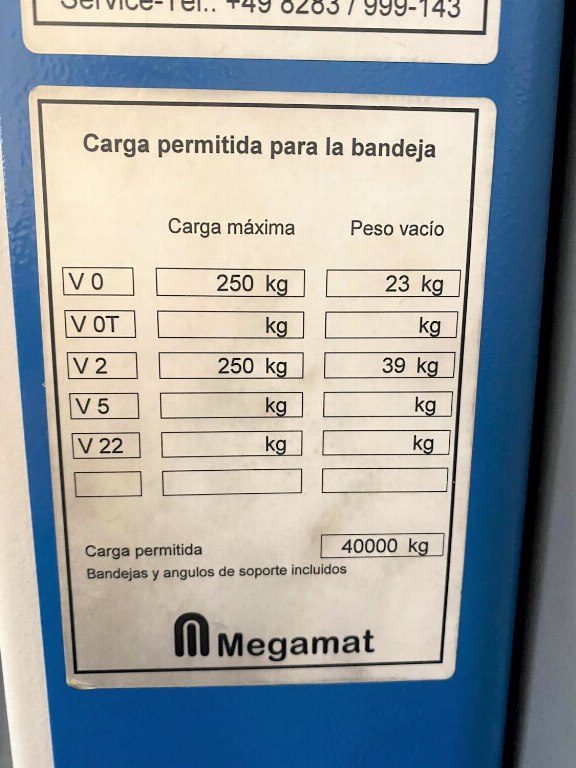 Service-Tel.: +49 8283 / 999-143
Carga permitida para la bandeja
Carga máxima Peso vacío
V 0 250 kg 23 kg
V 0T kg kg
V 2 250 kg 39 kg
V 5 kg kg
V 22 kg kg
Carga permitida 40000 kg
Bandejas y angulos de soporte incluidos
Megamat